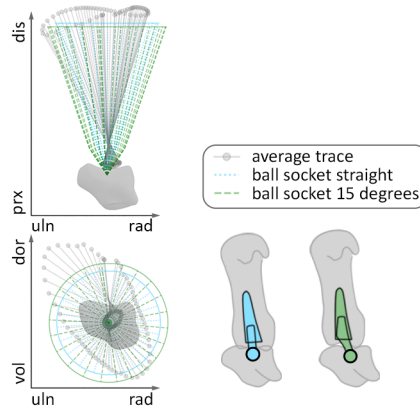 dis
prx
uln rad
average trace
ball socket straight
ball socket 15 degrees
dor
vol
uln rad